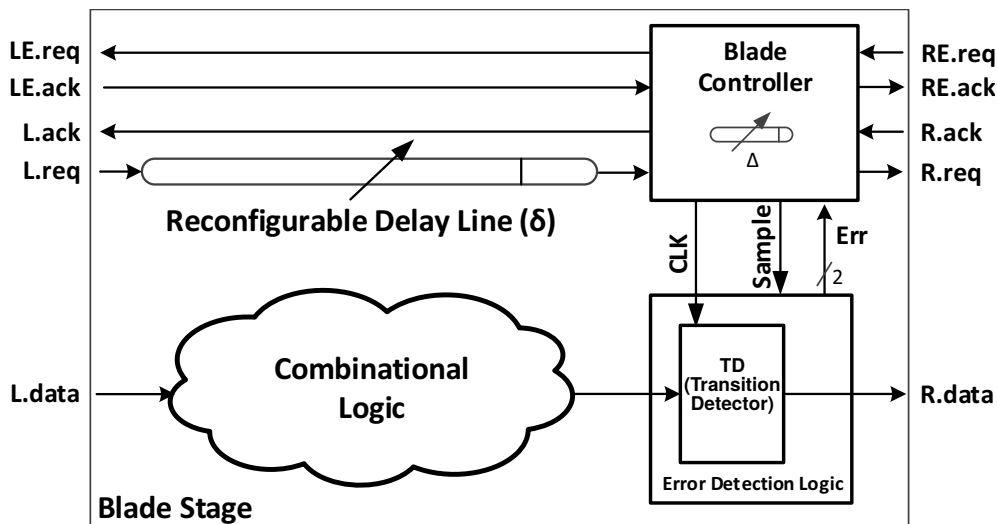 LE.req
LE.ack
L.ack
L.req
Blade
Controller
Δ
RE.req
RE.ack
R.ack
R.req
Reconfigurable Delay Line (δ)
CLK
Sample
Err
2
L.data
Combinational
Logic
TD
(Transition
Detector)
R.data
Error Detection Logic
Blade Stage